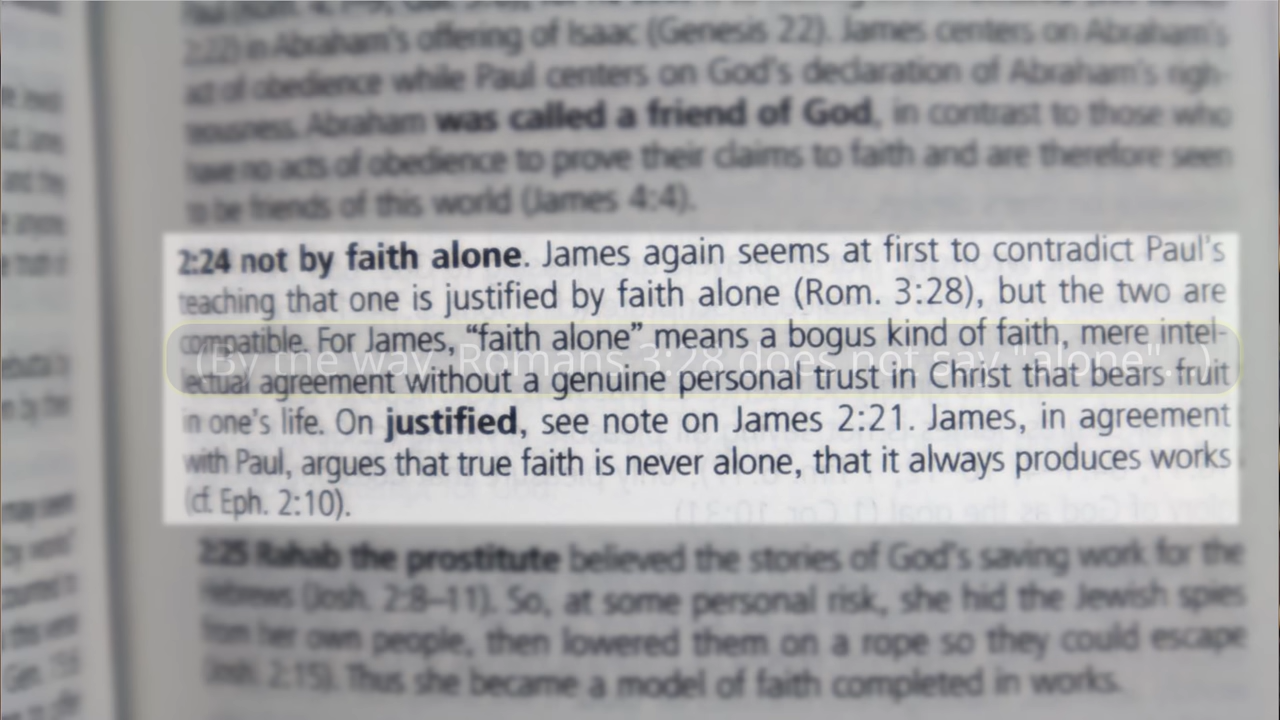 2:22) in Abraham's offering of Isaac (Genesis 22). James centers on Abraham's
act of obedience while Paul centers on God's declaration of Abraham's righ-
teousness. Abraham was called a friend of God, in contrast to those who
have no acts of obedience to prove their claims to faith and are therefore seen
to be friends of this world (James 4:4).
2:24 not by faith alone. James again seems at first to contradict Paul's
teaching that one is justified by faith alone (Rom. 3:28), but the two are
compatible. For James, “faith alone” means a bogus kind of faith, mere intel-
(By the way, Romans 3:28 does not say "alone"...)
lectual agreement without a genuine personal trust in Christ that bears fruit
in one's life. On justified, see note on James 2:21. James, in agreement
with Paul, argues that true faith is never alone, that it always produces works
(cf. Eph. 2:10).
2:25 Rahab the prostitute believed the stories of God's saving work for the
Hebrews (Josh. 2:8–11). So, at some personal risk, she hid the Jewish spies
from her own people, then lowered them on a rope so they could escape
(Josh. 2:15). Thus she became a model of faith completed in works.